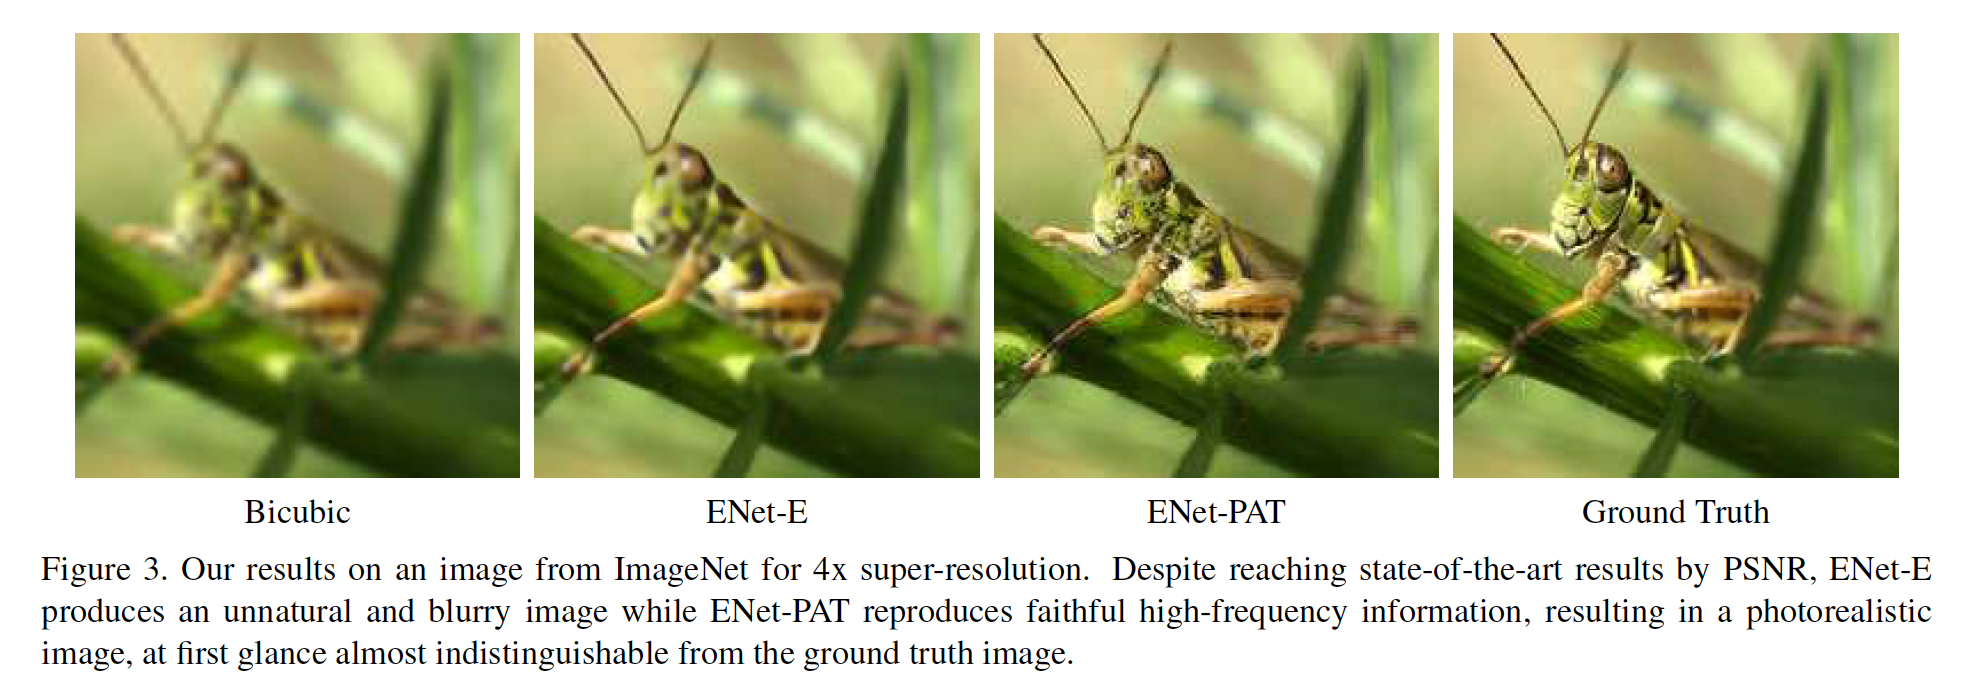 Bicubic
ENet-E
ENet-PAT
Ground Truth
Figure 3. Our results on an image from ImageNet for 4x super-resolution. Despite reaching state-of-the-art results by PSNR, ENet-E
produces an unnatural and blurry image while ENet-PAT reproduces faithful high-frequency information, resulting in a photorealistic
image, at first glance almost indistinguishable from the ground truth image.